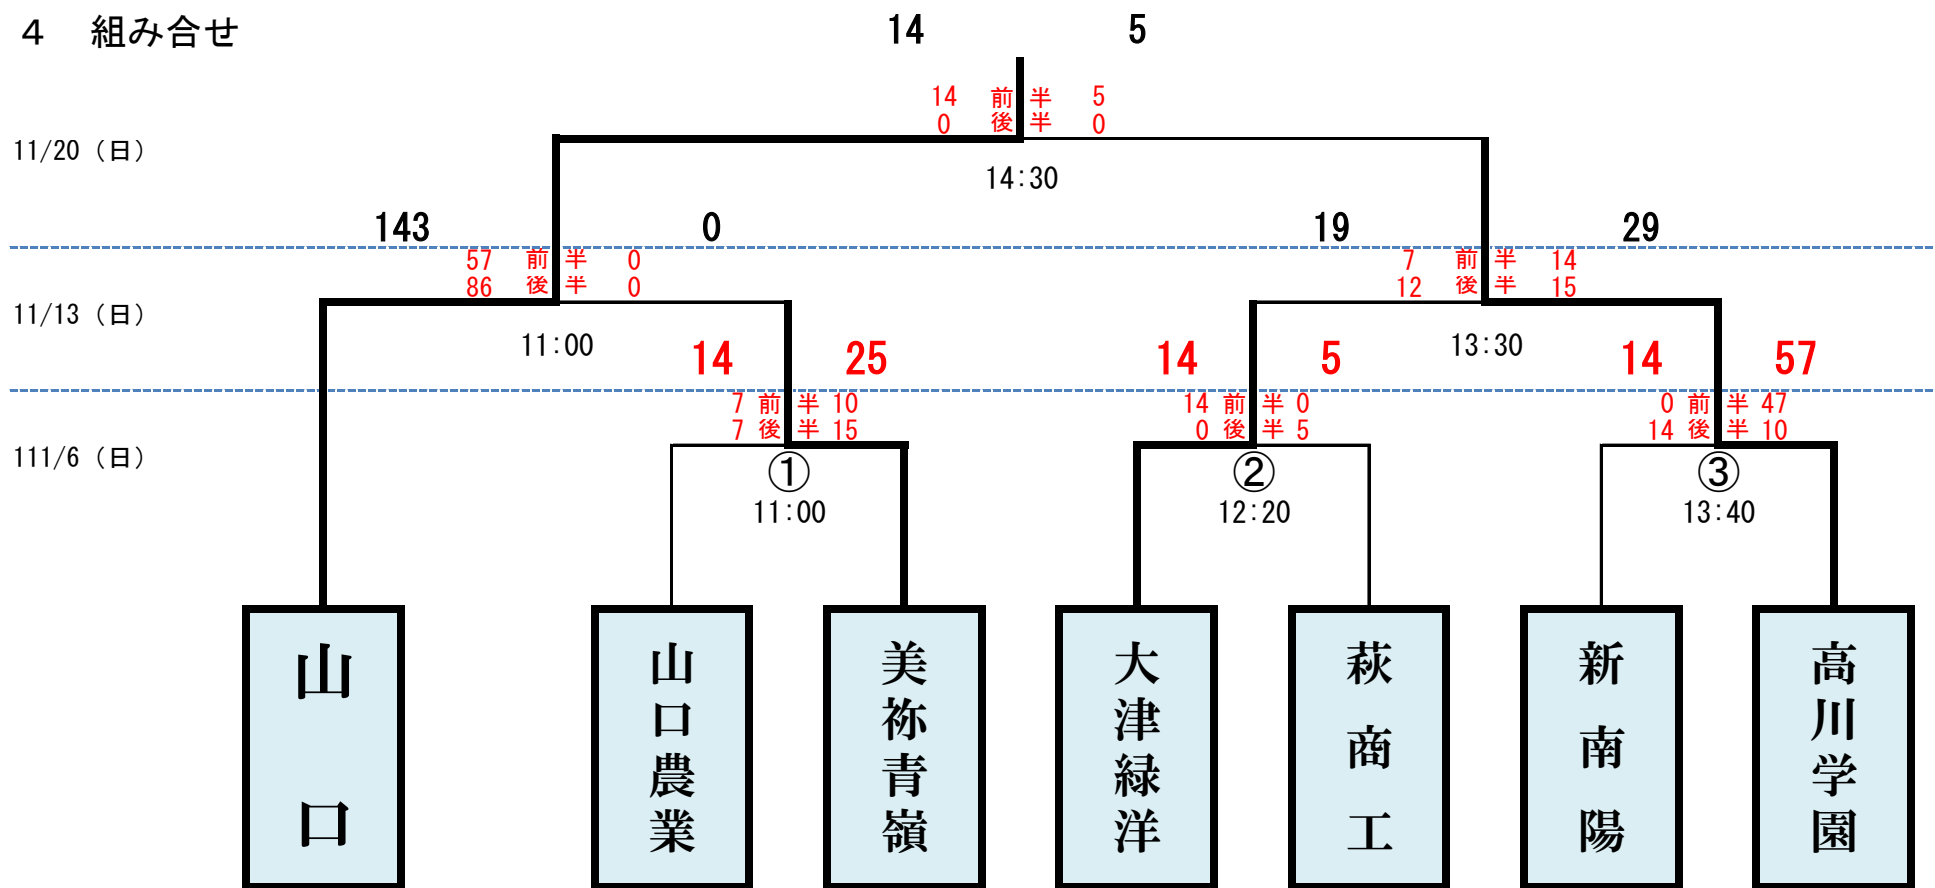 ４　組み合せ
14 5
14 前 半 5
0 後 半 0
11/20（日）
14:30
143 0 19 29
57 前 半 0 7 前 半 14
86 後 半 0 12 後 半 15
11/13（日）
11:00 13:30
14 25 14 5 14 57
7 前 半 10 14 前 半 0 0 前 半 47
7 後 半 15 0 後 半 5 14 後 半 10
111/6（日）
① ② ③
11:00 12:20 13:40
山口
山口農業
美祢青嶺
大津緑洋
萩商工
新南陽
高川学園